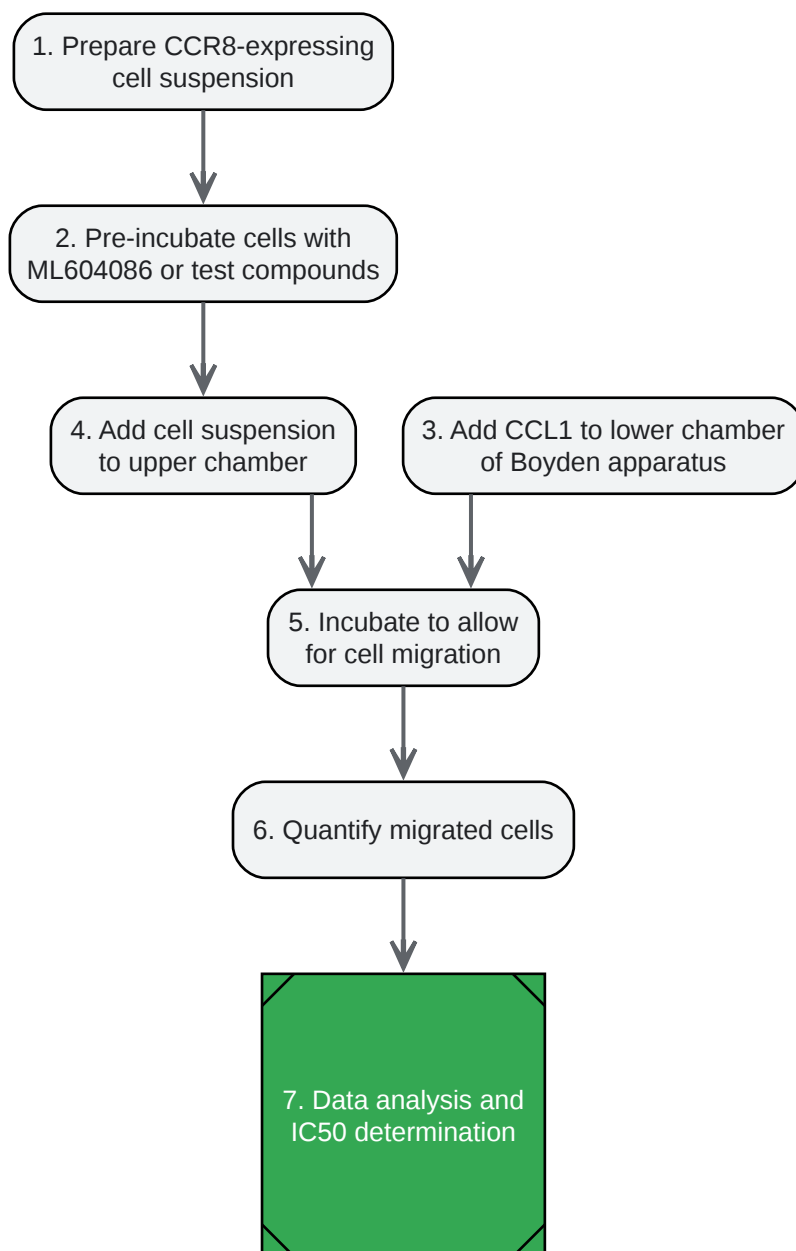 1. Prepare CCR8-expressing
cell suspension
2. Pre-incubate cells with
ML604086 or test compounds
4. Add cell suspension
to upper chamber
3. Add CCL1 to lower chamber
of Boyden apparatus
5. Incubate to allow
for cell migration
6. Quantify migrated cells
7. Data analysis and
IC50 determination